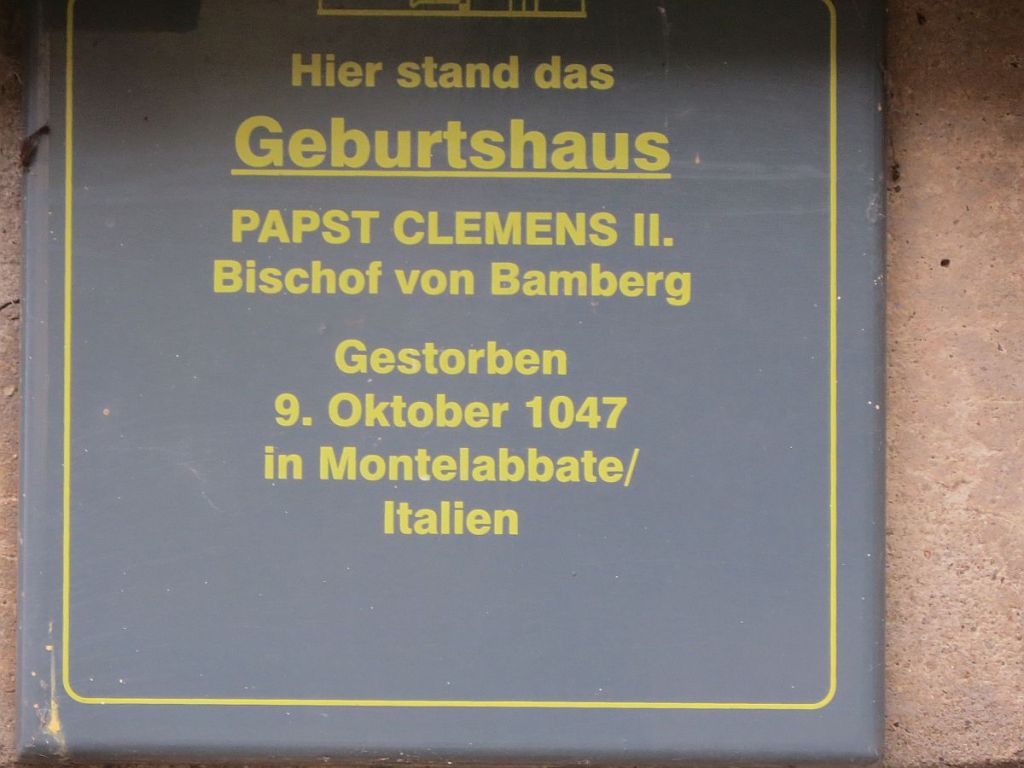 Hier stand das
Geburtshaus
PAPST CLEMENS II.
Bischof von Bamberg
Gestorben
9. Oktober 1047
in Montelabbate/
Italien